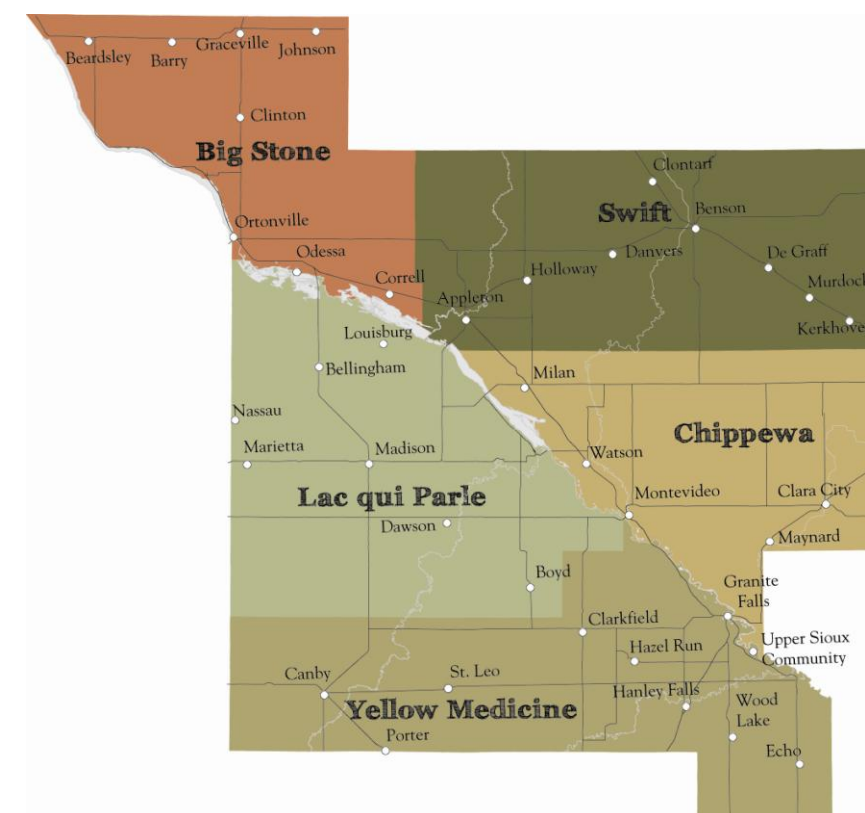 Graceville
Johnson
Beardsley
Barry
Clinton
Big Stone
Clontarf
Swift
Benson
Ortonville
Odessa
Danvers
De Graff
Holloway
Correll
Murdock
Appleton
Louisburg
Kerkhove
Bellingham
Milan
Nassau
Chippewa
Marietta
Madison
Watson
Lac qui Parle
Montevideo
Clara City
Dawson
Maynard
Boyd
Granite
Falls
Clarkfield
Hazel Run
Upper Sioux
Community
Canby
St. Leo
Hanley Falls
Wood
Lake
Yellow Medicine
Porter
Echo